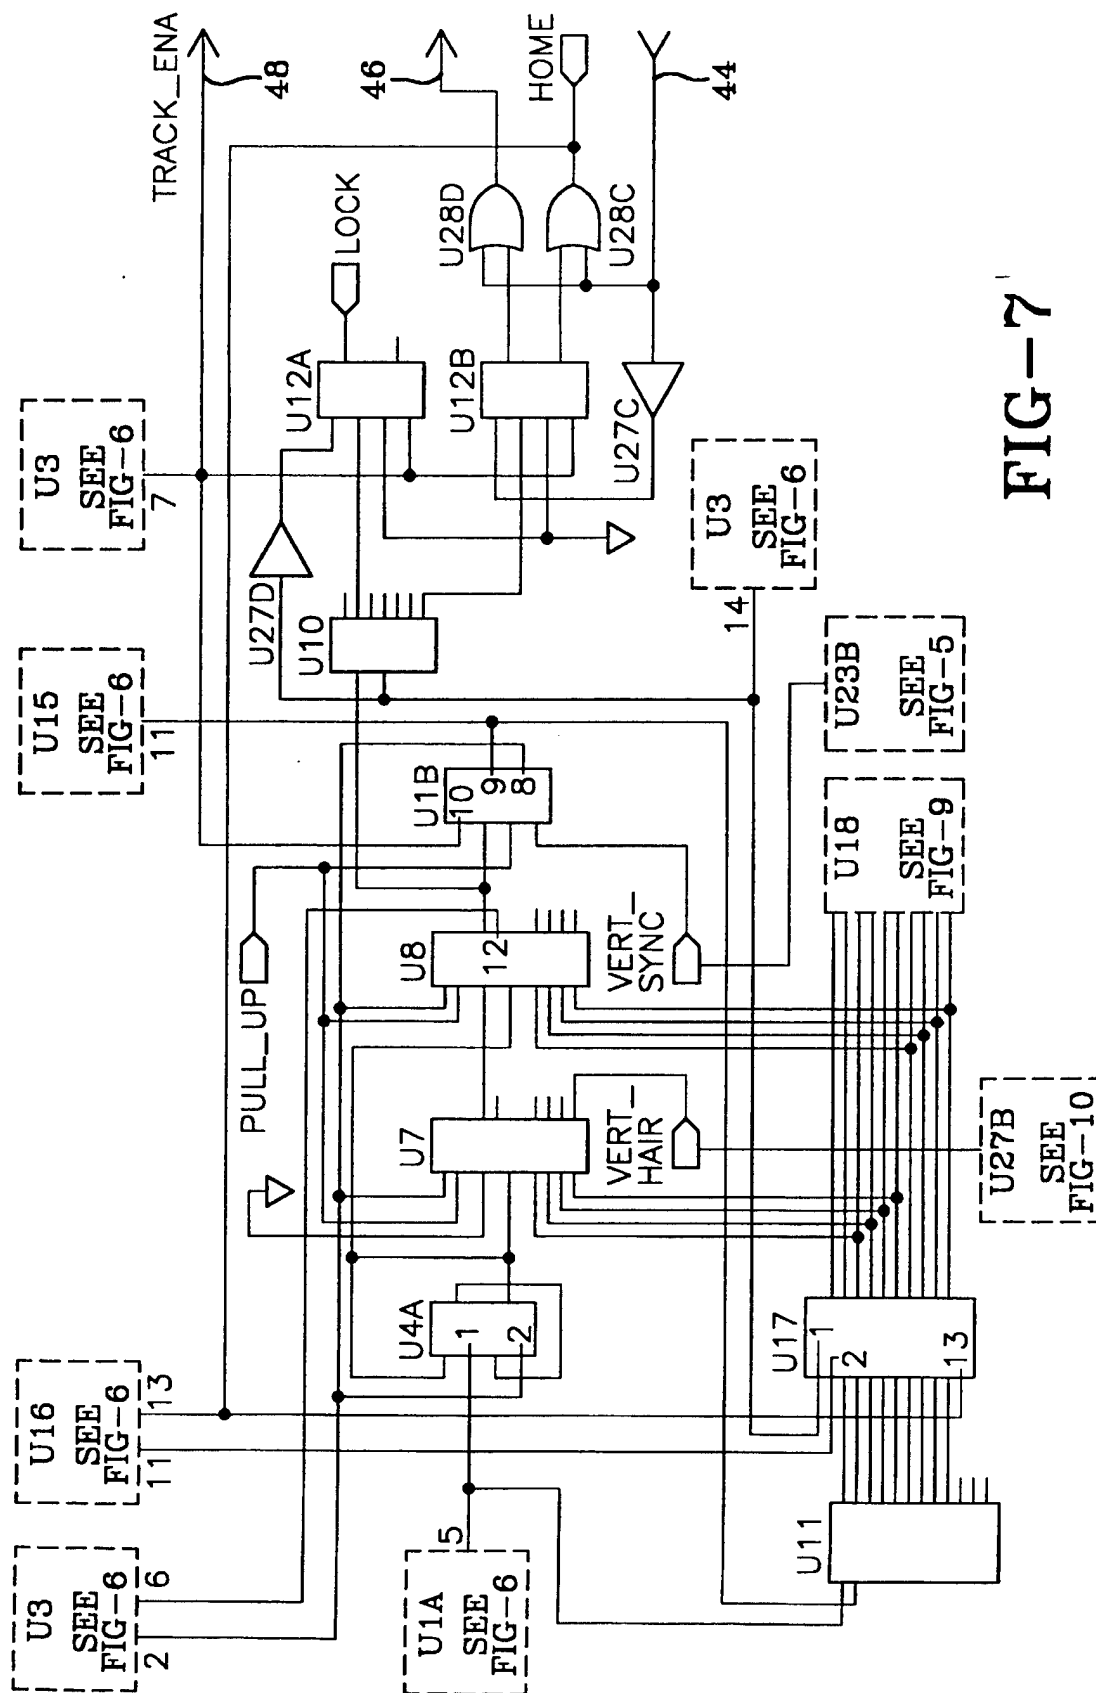 TRACK_ENA
48
46
HOME
44
LOCK
U28D
U28C
U12A
U12B
U27C
U3
SEE
FIG-6
7
U27D
U10
U3
SEE
FIG-6
14
U15
SEE
FIG-6
11
U1B
10
9
8
U23B
SEE
FIG-5
PULL_UP
U8
12
VERT_
SYNC
U18
SEE
FIG-9
U7
VERT_
HAIR
U27B
SEE
FIG-10
U4A
1
2
U17
1
2
13
U16
SEE
FIG-6
11
13
U3
SEE
FIG-6
2
6
U1A
SEE
FIG-6
5
U11
FIG-7